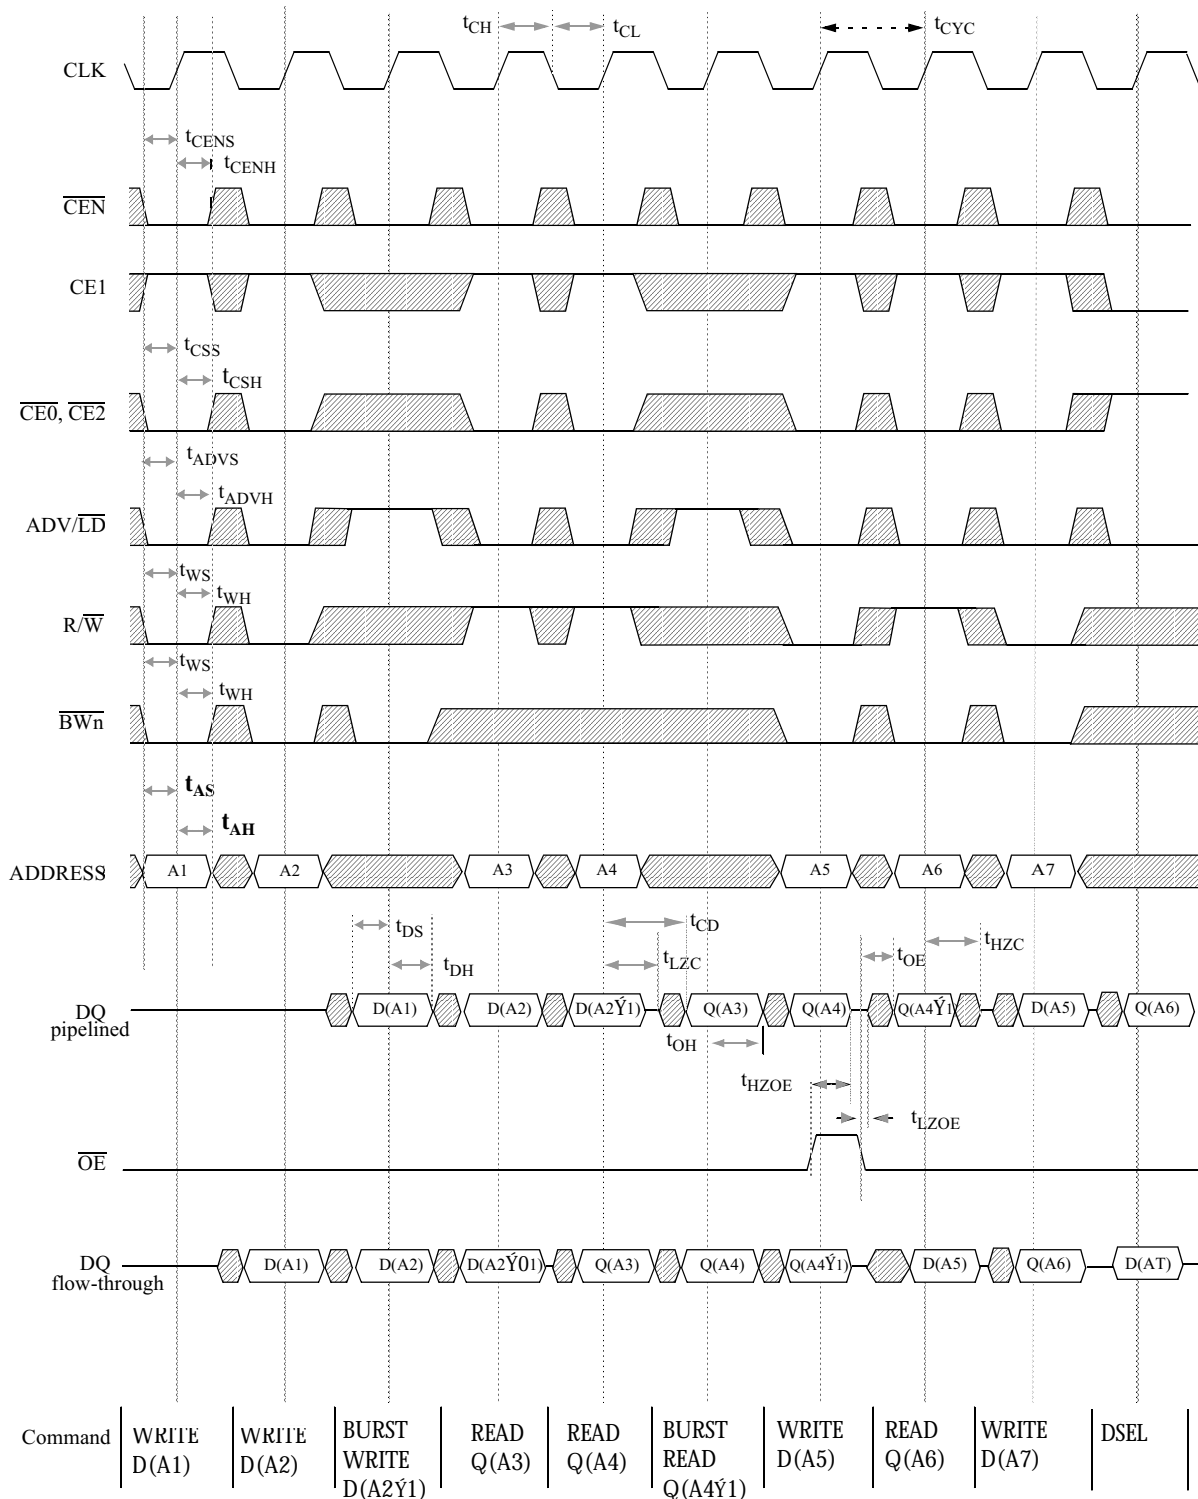 tCH tCL tCYC
CLK
tCENS
tCENH
CEN
CE1
tCSS
tCSH
CE0, CE2
tADVS
tADVH
ADV/LD
tWS
tWH
R/W
tWS
tWH
BWn
tAS
tAH
ADDRESS A1 A2 A3 A4 A5 A6 A7
tDS tCD tHZC
tDH tLZC tOE
DQ pipelined D(A1) D(A2) D(A2Ý1) Q(A3) Q(A4) Q(A4Ý1 D(A5) Q(A6)
tOH
tHZOE
tLZOE
OE
DQ flow-through D(A1) D(A2) D(A2Ý01) Q(A3) Q(A4) Q(A4Ý1) D(A5) Q(A6) D(AT)
Command
WRITE
D(A1)
WRITE
D(A2)
BURST
WRITE
D(A2Ý1)
READ
Q(A3)
READ
Q(A4)
BURST
READ
Q(A4Ý1)
WRITE
D(A5)
READ
Q(A6)
WRITE
D(A7)
DSEL